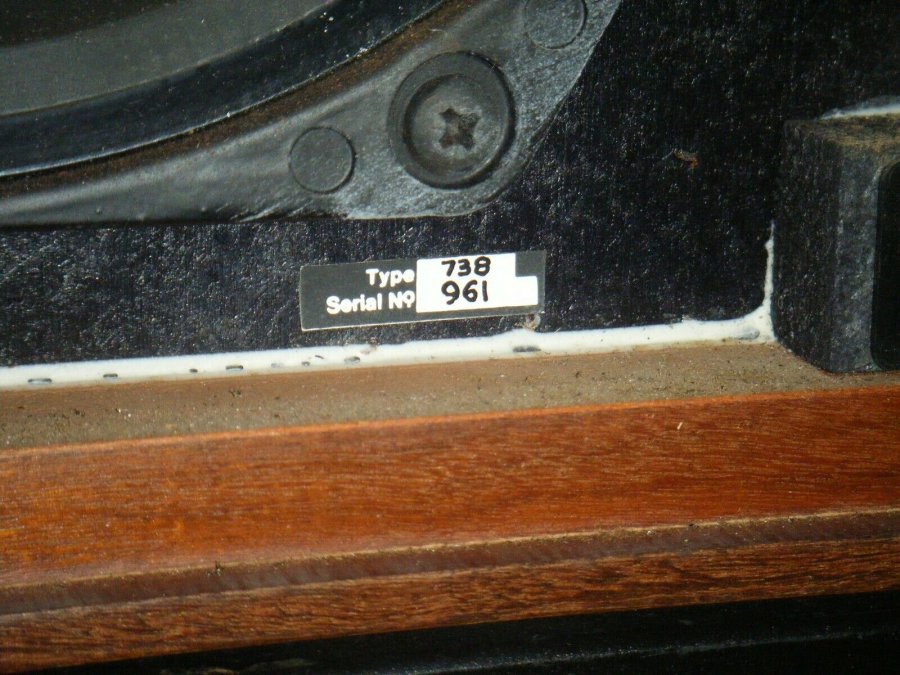 Type 738
Serial Nº 961